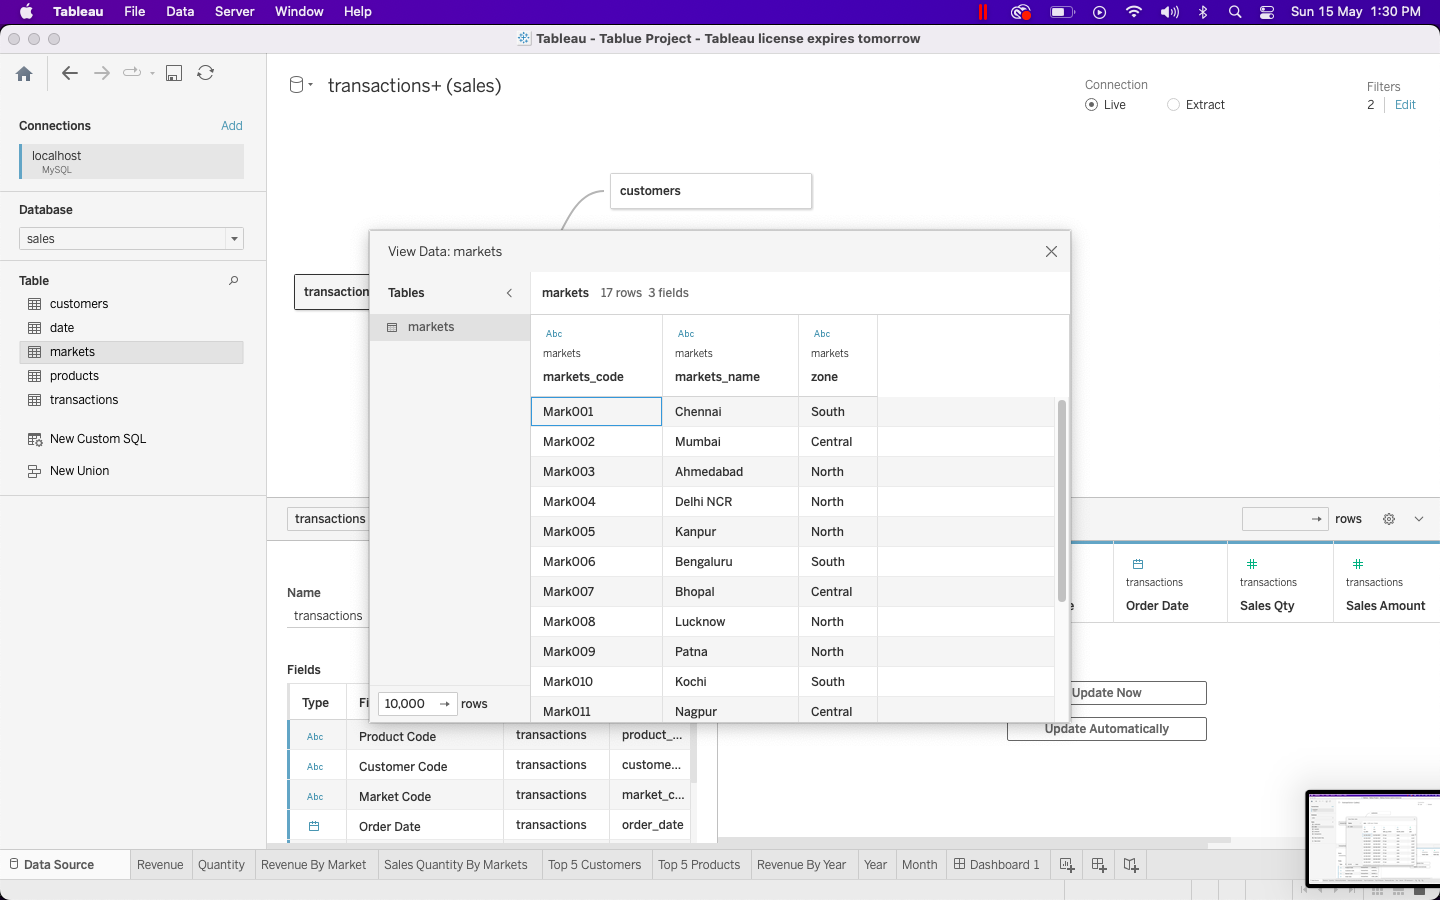 Tableau File Data Server Window Help Sun 15 May 1:30 PM
Tableau - Tablue Project - Tableau license expires tomorrow
transactions+ (sales)
Connection
Live Extract
Filters
2 Edit
Connections Add
localhost
MySQL
Database
sales
Table
customers
date
markets
products
transactions
New Custom SQL
New Union
customers
transaction
View Data: markets
Tables
markets
markets 17 rows 3 fields
Abc Abc Abc
markets markets markets
markets_code markets_name zone
Mark001 Chennai South
Mark002 Mumbai Central
Mark003 Ahmedabad North
Mark004 Delhi NCR North
Mark005 Kanpur North
Mark006 Bengaluru South
Mark007 Bhopal Central
Mark008 Lucknow North
Mark009 Patna North
Mark010 Kochi South
Mark011 Nagpur Central
10,000 → rows
transactions
→ rows
Name
transactions
Fields
Type Fi
Abc Product Code transactions product_...
Abc Customer Code transactions custome...
Abc Market Code transactions market_c...
Order Date transactions order_date
transactions transactions transactions
e Order Date Sales Qty Sales Amount
Update Now
Update Automatically
Data Source Revenue Quantity Revenue By Market Sales Quantity By Markets Top 5 Customers Top 5 Products Revenue By Year Year Month Dashboard 1